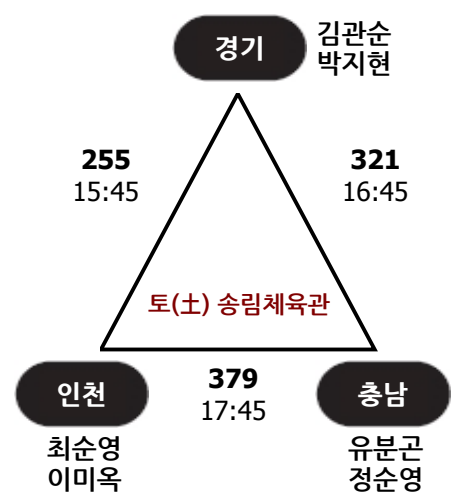 경기
김관순
박지현
255
15:45
321
16:45
토(土) 송림체육관
인천
379
17:45
충남
최순영
이미옥
유분곤
정순영